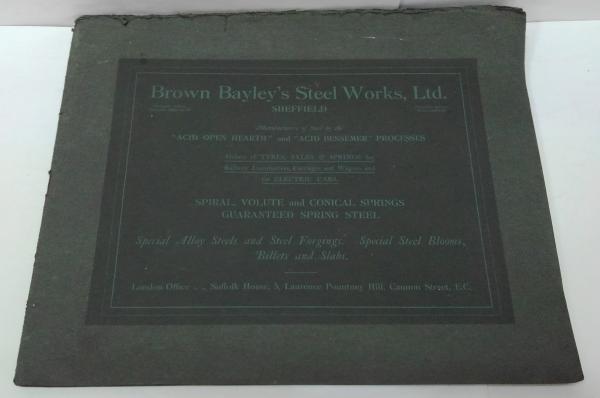 Brown Bayley's Steel Works, Ltd.
SHEFFIELD
Manufacturers of Steel by the
"ACID OPEN HEARTH" and "ACID BESSEMER" PROCESSES
Makers of TYRES, AXLES & SPRINGS for
Railway Locomotives, Carriages and Wagons and
for ELECTRIC CARS.
SPIRAL, VOLUTE and CONICAL SPRINGS
GUARANTEED SPRING STEEL
Special Alloy Steels and Steel Forgings. Special Steel Blooms,
Billets and Slabs.
London Office . . Suffolk House, 5, Laurence Pountney Hill, Cannon Street, E.C.